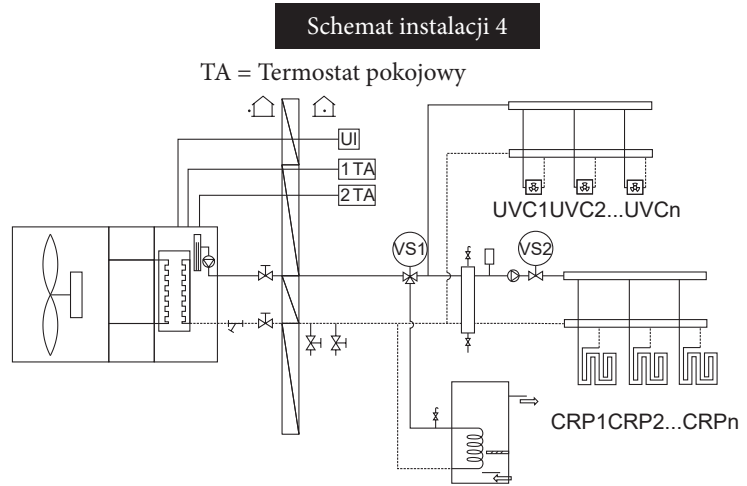 Schemat instalacji 4
TA = Termostat pokojowy
UI
1 TA
2 TA
UVC1UVC2...UVCn
VS1
VS2
CRP1CRP2...CRPn